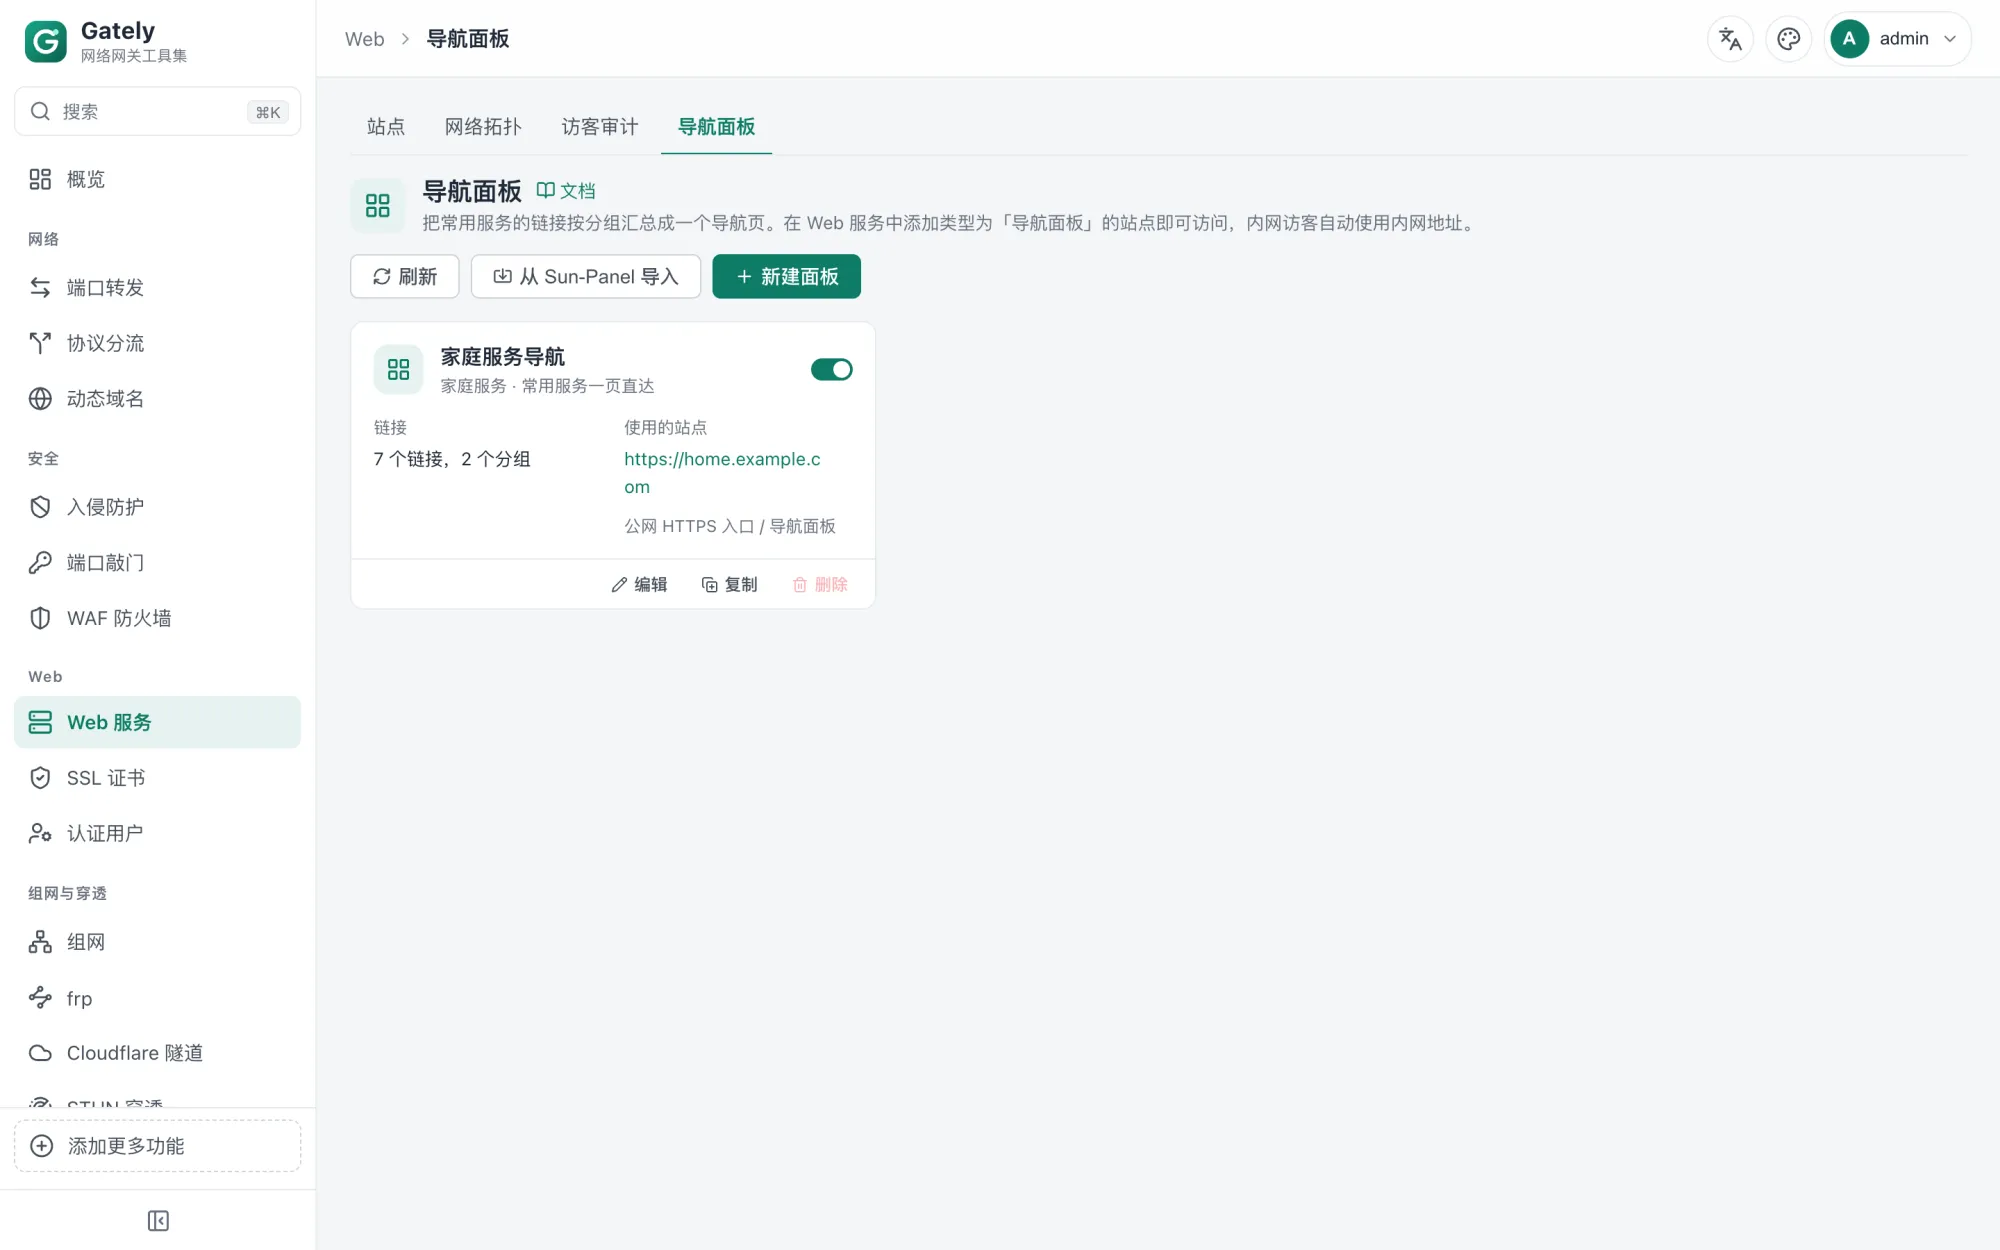 Gately
网络网关工具集
搜索
⌘K
概览
网络
端口转发
协议分流
动态域名
安全
入侵防护
端口敲门
WAF 防火墙
Web
Web 服务
SSL 证书
认证用户
组网与穿透
组网
frp
Cloudflare 隧道
STUN 穿透
添加更多功能
Web
导航面板
A
admin
站点
网络拓扑
访客审计
导航面板
导航面板
文档
把常用服务的链接按分组汇总成一个导航页。在 Web 服务中添加类型为「导航面板」的站点即可访问，内网访客自动使用内网地址。
刷新
从 Sun-Panel 导入
新建面板
家庭服务导航
家庭服务 · 常用服务一页直达
链接
7 个链接，2 个分组
使用的站点
https://home.example.c
om
公网 HTTPS 入口 / 导航面板
编辑
复制
删除